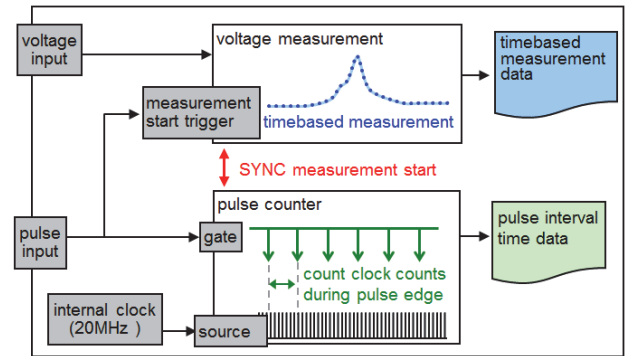 voltage
input
voltage measurement
timebased
measurement
data
measurement
start trigger
timebased measurement
SYNC measurement start
pulse counter
pulse
input
gate
pulse interval
time data
count clock counts
during pulse edge
internal clock
(20MHz )
source